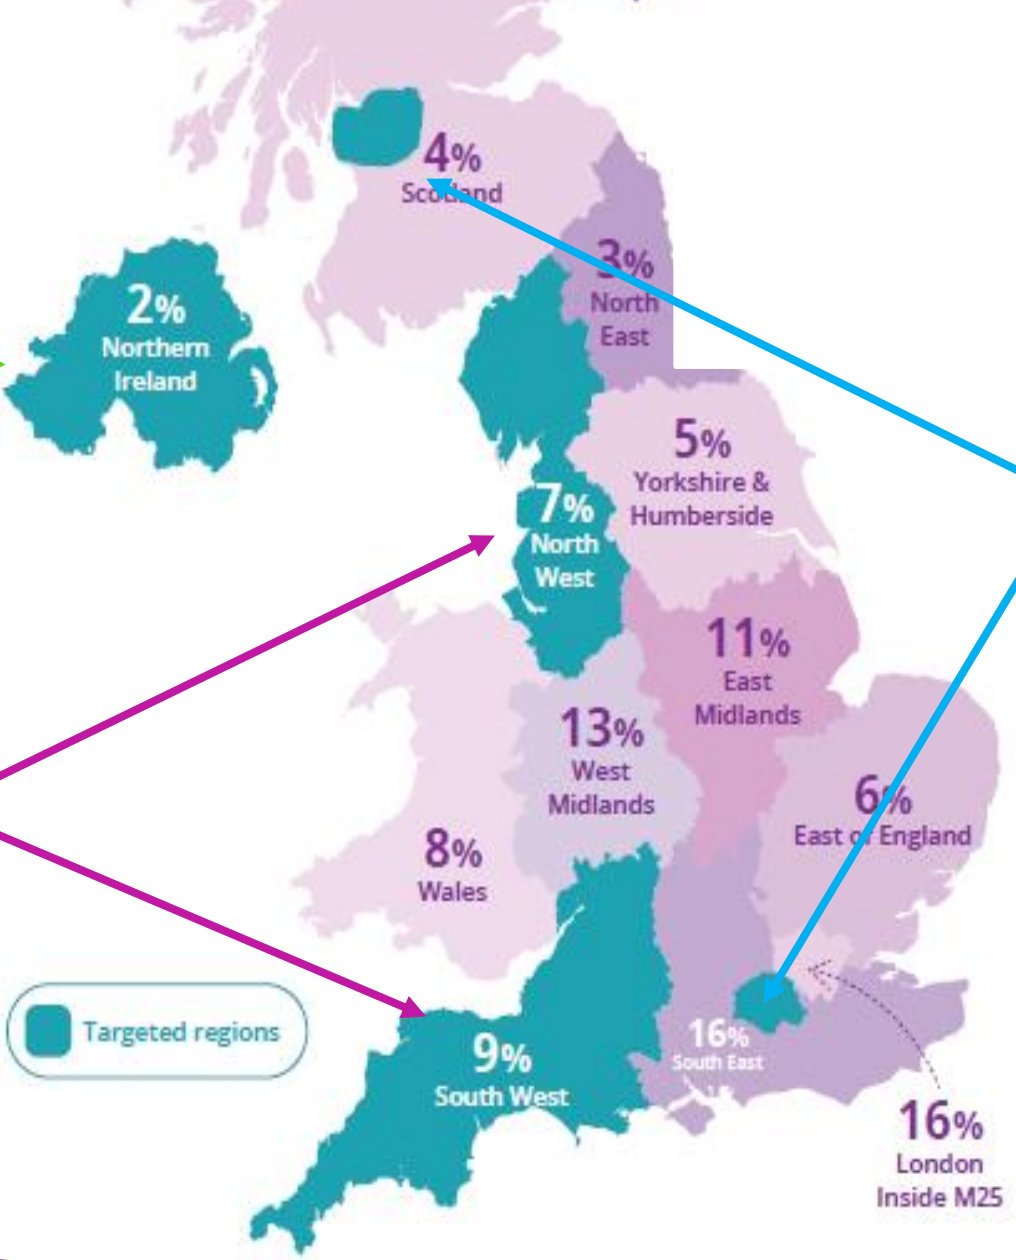 4%
Scotland
3%
North
East
2%
Northern
Ireland
5%
Yorkshire &
Humberside
7%
North
West
11%
East
Midlands
13%
West
Midlands
6%
East of England
8%
Wales
Targeted regions
9%
South West
16%
South East
16%
London
Inside M25